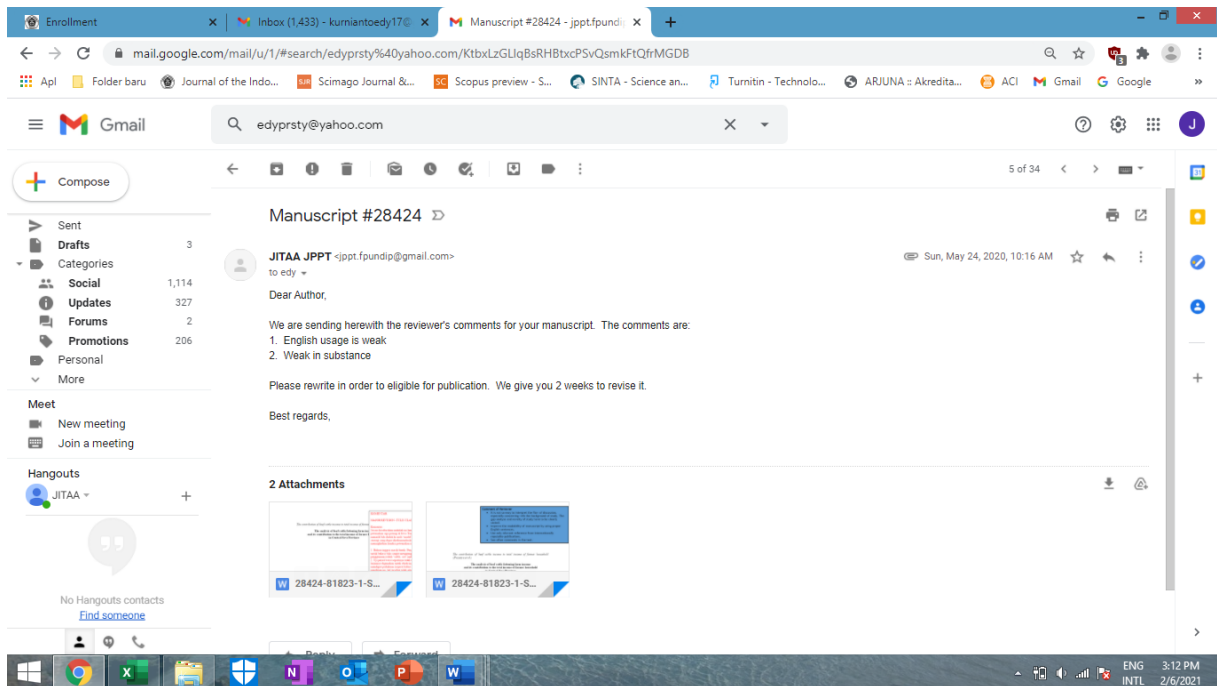 Enrollment
Inbox (1,433) - kurniantoedy17@
Manuscript #28424 - jppt.fpundip
mail.google.com/mail/u/1/#search/edyprsty%40yahoo.com/KtbxLzGLlqBsRHBtxcPSvQsmkFtQfrMGDB
3
Apl Folder baru Journal of the Indo... SJR Scimago Journal &... SC Scopus preview - S... SINTA - Science an... Turnitin - Technolo... ARJUNA :: Akredita... ACI Gmail Google »
Gmail
edyprsty@yahoo.com
J
Compose
5 of 34
31
Sent
Drafts 3
Categories
Social 1,114
Updates 327
Forums 2
Promotions 206
Personal
More
Meet
New meeting
Join a meeting
Hangouts
JITAA
No Hangouts contacts
Find someone
Manuscript #28424
JITAA JPPT <jppt.fpundip@gmail.com>
Sun, May 24, 2020, 10:16 AM
to edy
Dear Author,
We are sending herewith the reviewer's comments for your manuscript. The comments are:
1. English usage is weak
2. Weak in substance
Please rewrite in order to eligible for publication. We give you 2 weeks to revise it.
Best regards,
2 Attachments
W 28424-81823-1-S...
W 28424-81823-1-S...
Reply
Forward
ENG
INTL
3:12 PM
2/6/2021